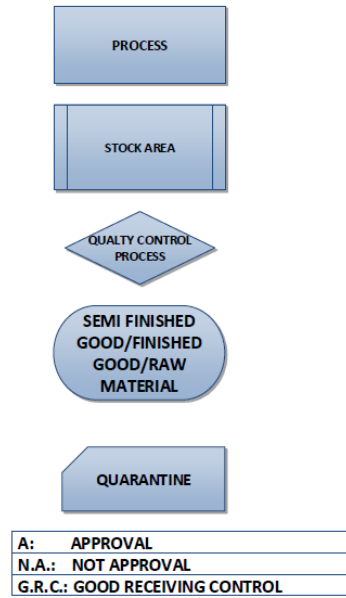 PROCESS
STOCK AREA
QUALTY CONTROL
PROCESS
SEMI FINISHED
GOOD/FINISHED
GOOD/RAW
MATERIAL
QUARANTINE
A: APPROVAL
N.A.: NOT APPROVAL
G.R.C.: GOOD RECEIVING CONTROL